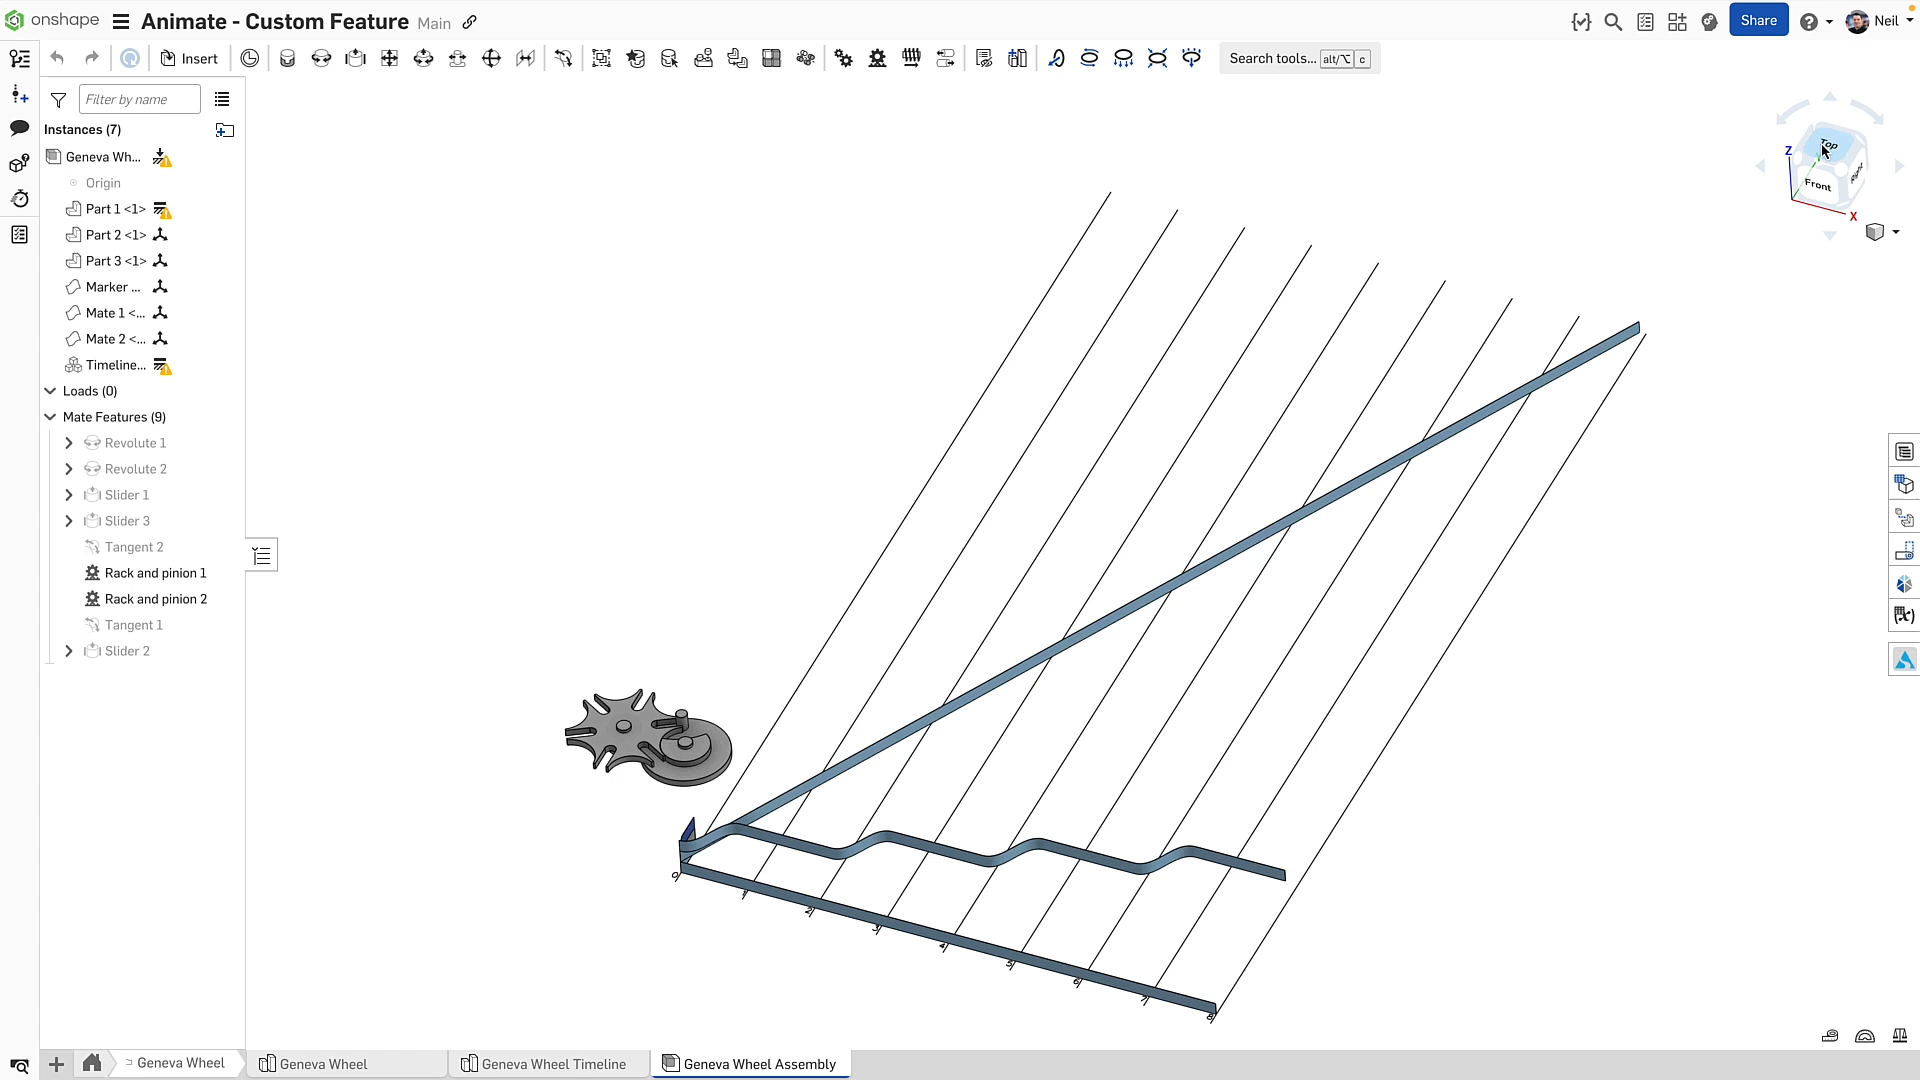 onshape Animate - Custom Feature Main Share Neil
Insert Search tools... alt/⌥ c
Filter by name
Instances (7)
Geneva Wh...
Origin
Part 1 <1>
Part 2 <1>
Part 3 <1>
Marker ...
Mate 1 <...
Mate 2 <...
Timeline...
Loads (0)
Mate Features (9)
Revolute 1
Revolute 2
Slider 1
Slider 3
Tangent 2
Rack and pinion 1
Rack and pinion 2
Tangent 1
Slider 2
Top
Z
Front
Right
X
0
1
2
3
4
5
6
7
8
Geneva Wheel
Geneva Wheel
Geneva Wheel Timeline
Geneva Wheel Assembly